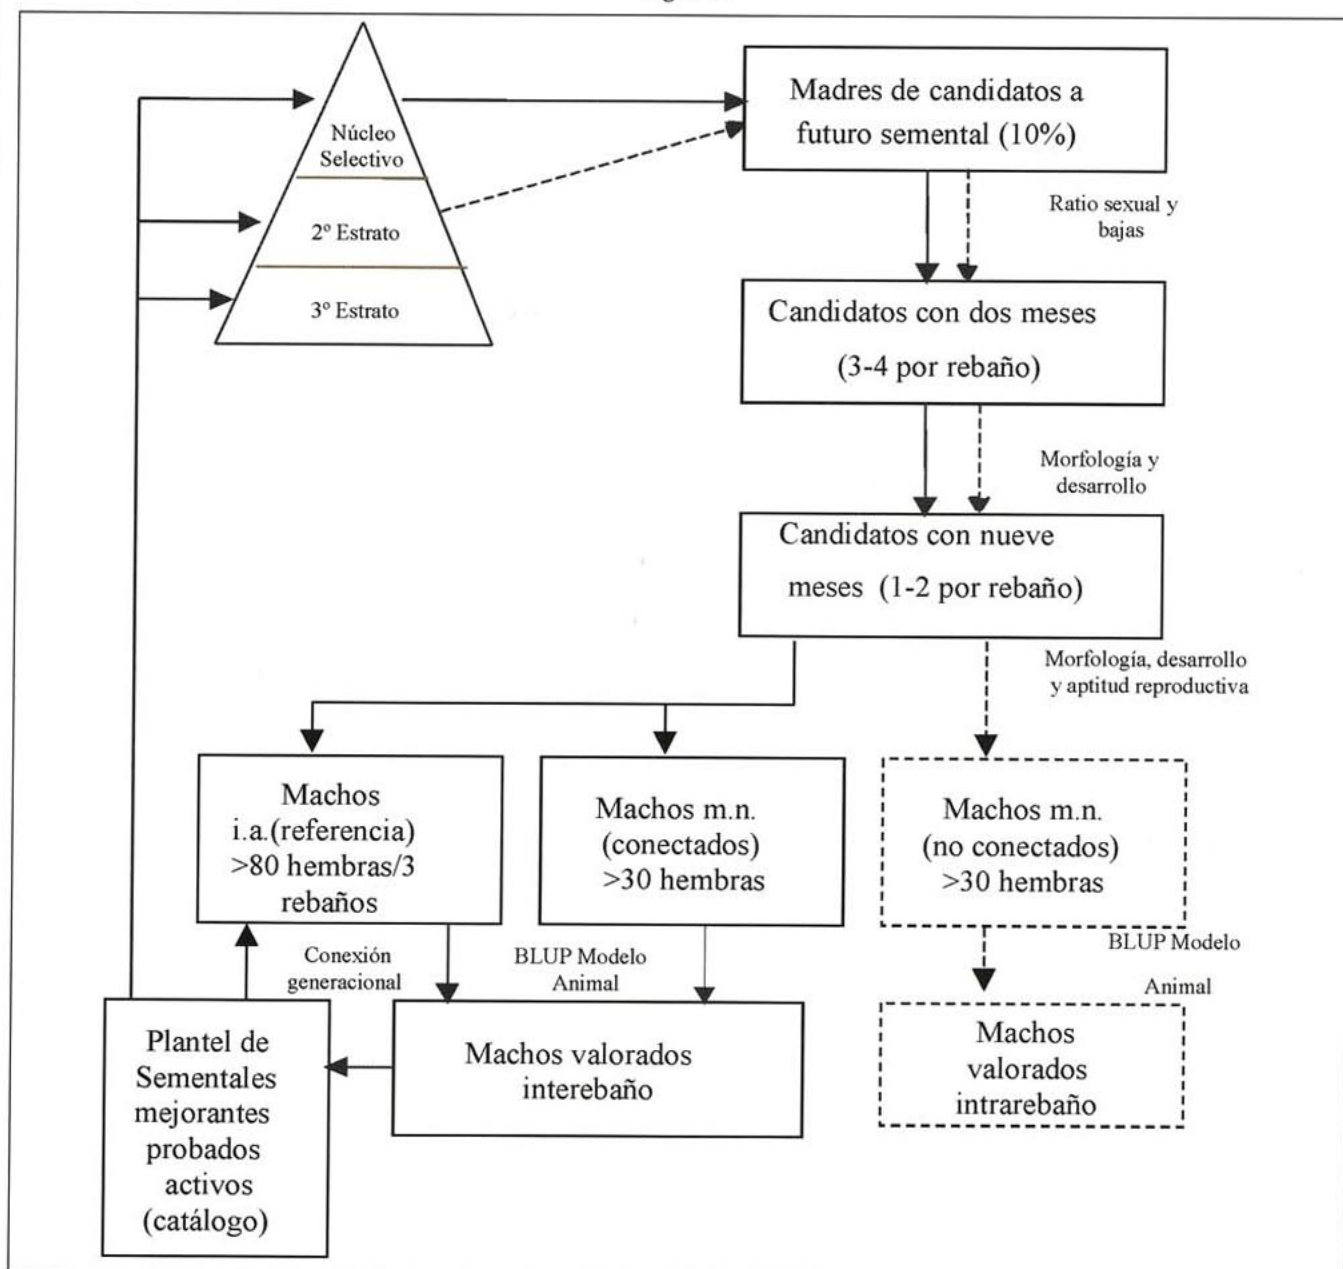 Núcleo
Selectivo
2º Estrato
3º Estrato
Madres de candidatos a
futuro semental (10%)
Ratio sexual y
bajas
Candidatos con dos meses
(3-4 por rebaño)
Morfología y
desarrollo
Candidatos con nueve
meses (1-2 por rebaño)
Morfología, desarrollo
y aptitud reproductiva
Machos
i.a.(referencia)
>80 hembras/3
rebaños
Machos m.n.
(conectados)
>30 hembras
Machos m.n.
(no conectados)
>30 hembras
Conexión
generacional
BLUP Modelo
Animal
BLUP Modelo
Animal
Plantel de
Sementales
mejorantes
probados
activos
(catálogo)
Machos valorados
interebaño
Machos
valorados
intrarebaño